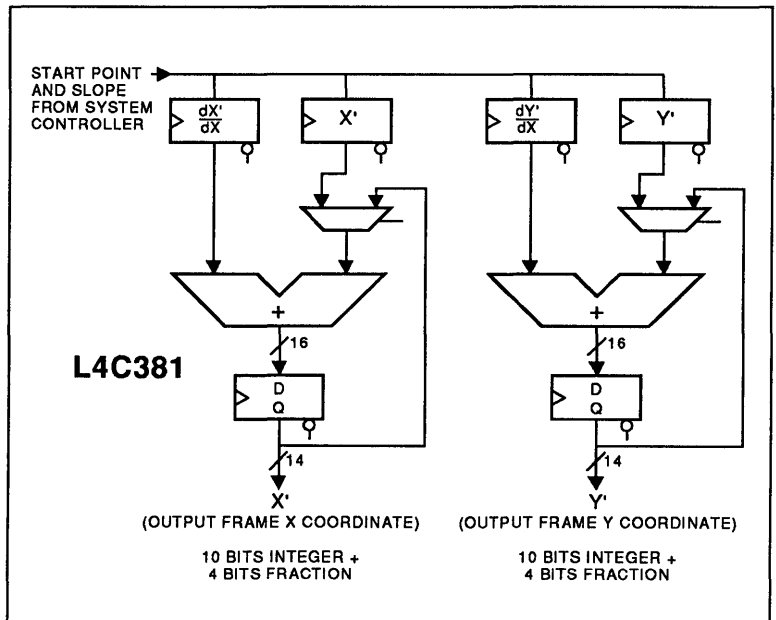 START POINT
AND SLOPE
FROM SYSTEM
CONTROLLER
dX'
dX
X'
dY'
dX
Y'
+
+
16
16
L4C381
D
Q
D
Q
14
14
X'
Y'
(OUTPUT FRAME X COORDINATE)
(OUTPUT FRAME Y COORDINATE)
10 BITS INTEGER +
4 BITS FRACTION
10 BITS INTEGER +
4 BITS FRACTION